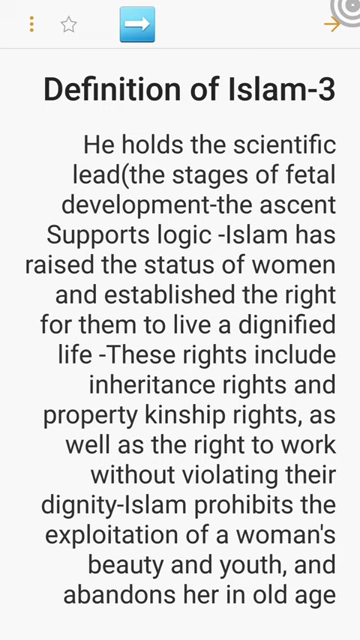 Definition of Islam-3
He holds the scientific
lead(the stages of fetal
development-the ascent
Supports logic -Islam has
raised the status of women
and established the right
for them to live a dignified
life -These rights include
inheritance rights and
property kinship rights, as
well as the right to work
without violating their
dignity-Islam prohibits the
exploitation of a woman's
beauty and youth, and
abandons her in old age